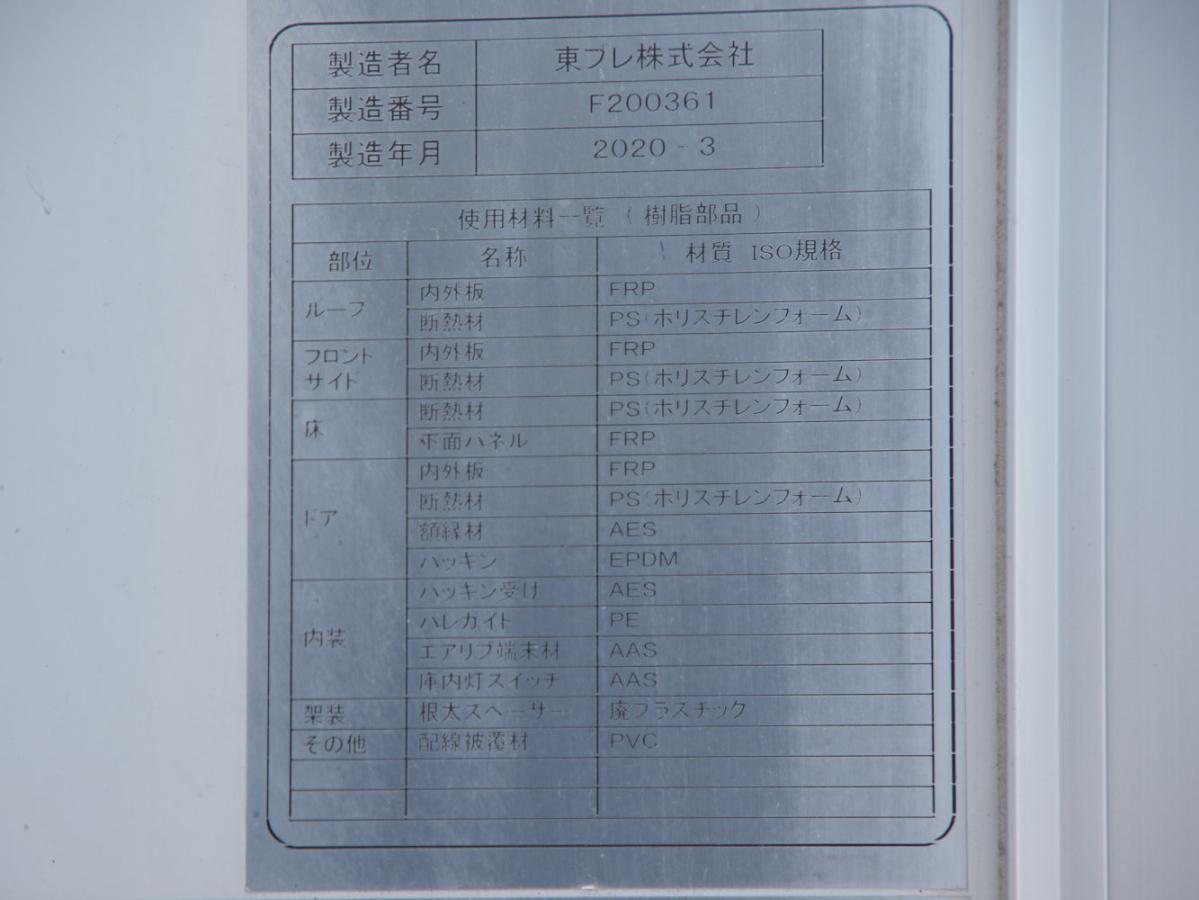 製造者名 東プレ株式会社
製造番号 F200361
製造年月 2020 - 3
使用材料一覧 ( 樹脂部品 )
部位 名称 材質 ISO規格
ループ 内外板 FRP
断熱材 PS(ポリスチレンフォーム)
フロント 内外板 FRP
サイド 断熱材 PS(ポリスチレンフォーム)
床 断熱材 PS(ポリスチレンフォーム)
下面パネル FRP
ドア 内外板 FRP
断熱材 PS(ポリスチレンフォーム)
額縁材 AES
パッキン EPDM
内装 パッキン受け AES
ハレカイト PE
エアリブ端末材 AAS
庫内灯スイッチ AAS
架装 根太スペーサー 廃プラスチック
その他 配線被覆材 PVC